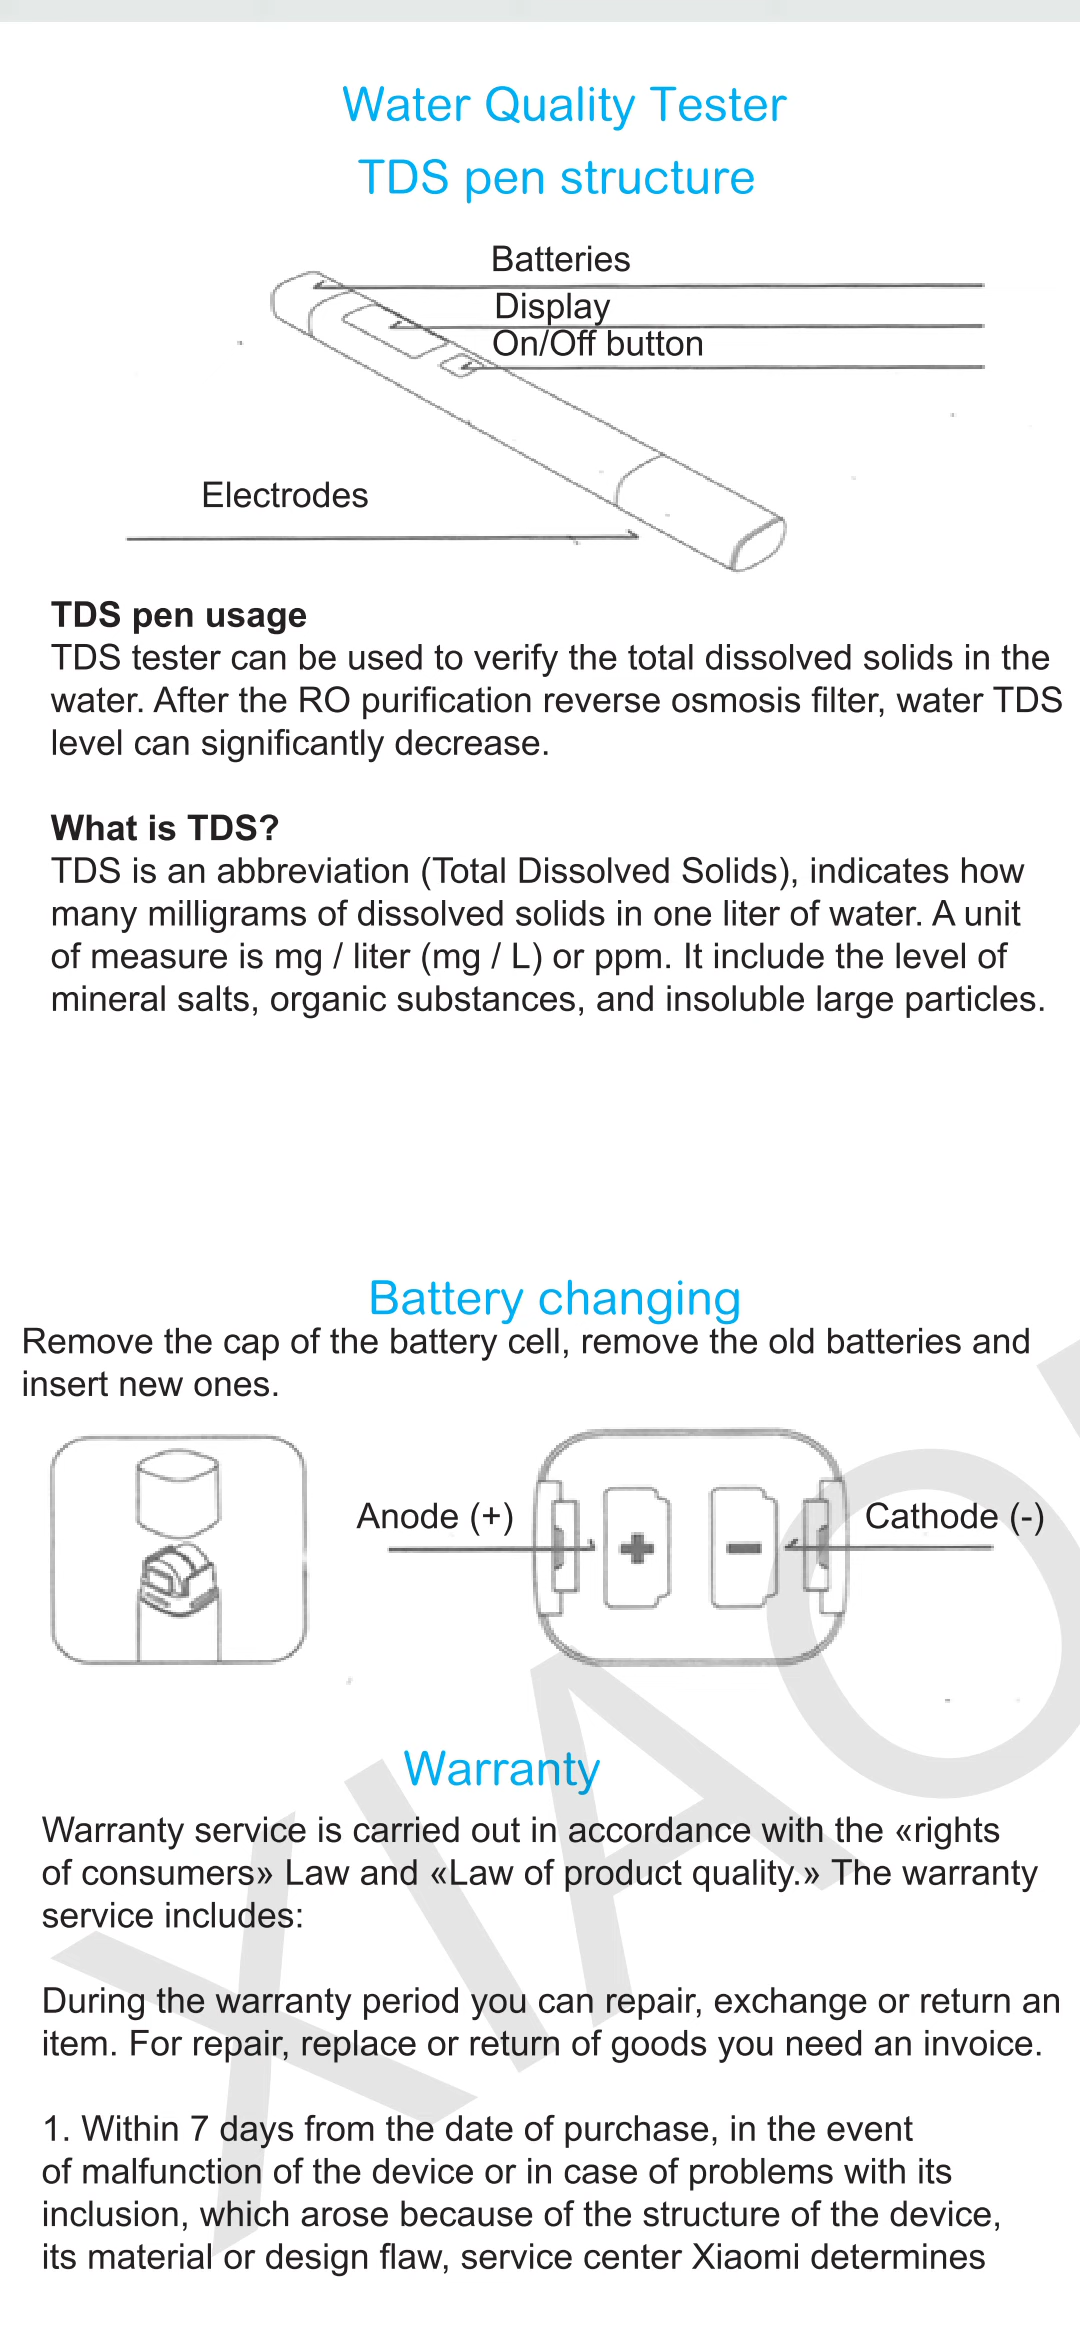 Water Quality Tester
TDS pen structure
Batteries
Display
On/Off button
Electrodes
TDS pen usage
TDS tester can be used to verify the total dissolved solids in the
water. After the RO purification reverse osmosis filter, water TDS
level can significantly decrease.
What is TDS?
TDS is an abbreviation (Total Dissolved Solids), indicates how
many milligrams of dissolved solids in one liter of water. A unit
of measure is mg / liter (mg / L) or ppm. It include the level of
mineral salts, organic substances, and insoluble large particles.
Battery changing
Remove the cap of the battery cell, remove the old batteries and
insert new ones.
Anode (+)
+
-
Cathode (-)
Warranty
Warranty service is carried out in accordance with the «rights
of consumers» Law and «Law of product quality.» The warranty
service includes:
During the warranty period you can repair, exchange or return an
item. For repair, replace or return of goods you need an invoice.
1. Within 7 days from the date of purchase, in the event
of malfunction of the device or in case of problems with its
inclusion, which arose because of the structure of the device,
its material or design flaw, service center Xiaomi determines
XIAO